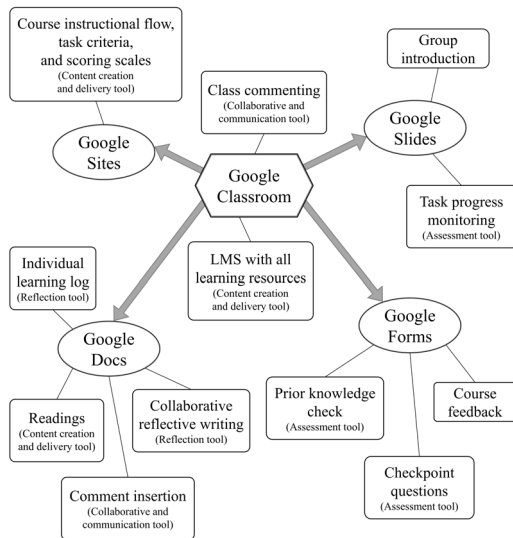 Course instructional flow,
task criteria,
and scoring scales
(Content creation
and delivery tool)
Group
introduction
Class commenting
(Collaborative and
communication tool)
Google
Sites
Google
Slides
Google
Classroom
Task progress
monitoring
(Assessment tool)
Individual
learning log
(Reflection tool)
LMS with all
learning resources
(Content creation
and delivery tool)
Google
Docs
Google
Forms
Readings
(Content creation
and delivery tool)
Collaborative
reflective writing
(Reflection tool)
Prior knowledge
check
(Assessment tool)
Course
feedback
Comment insertion
(Collaborative and
communication tool)
Checkpoint
questions
(Assessment tool)